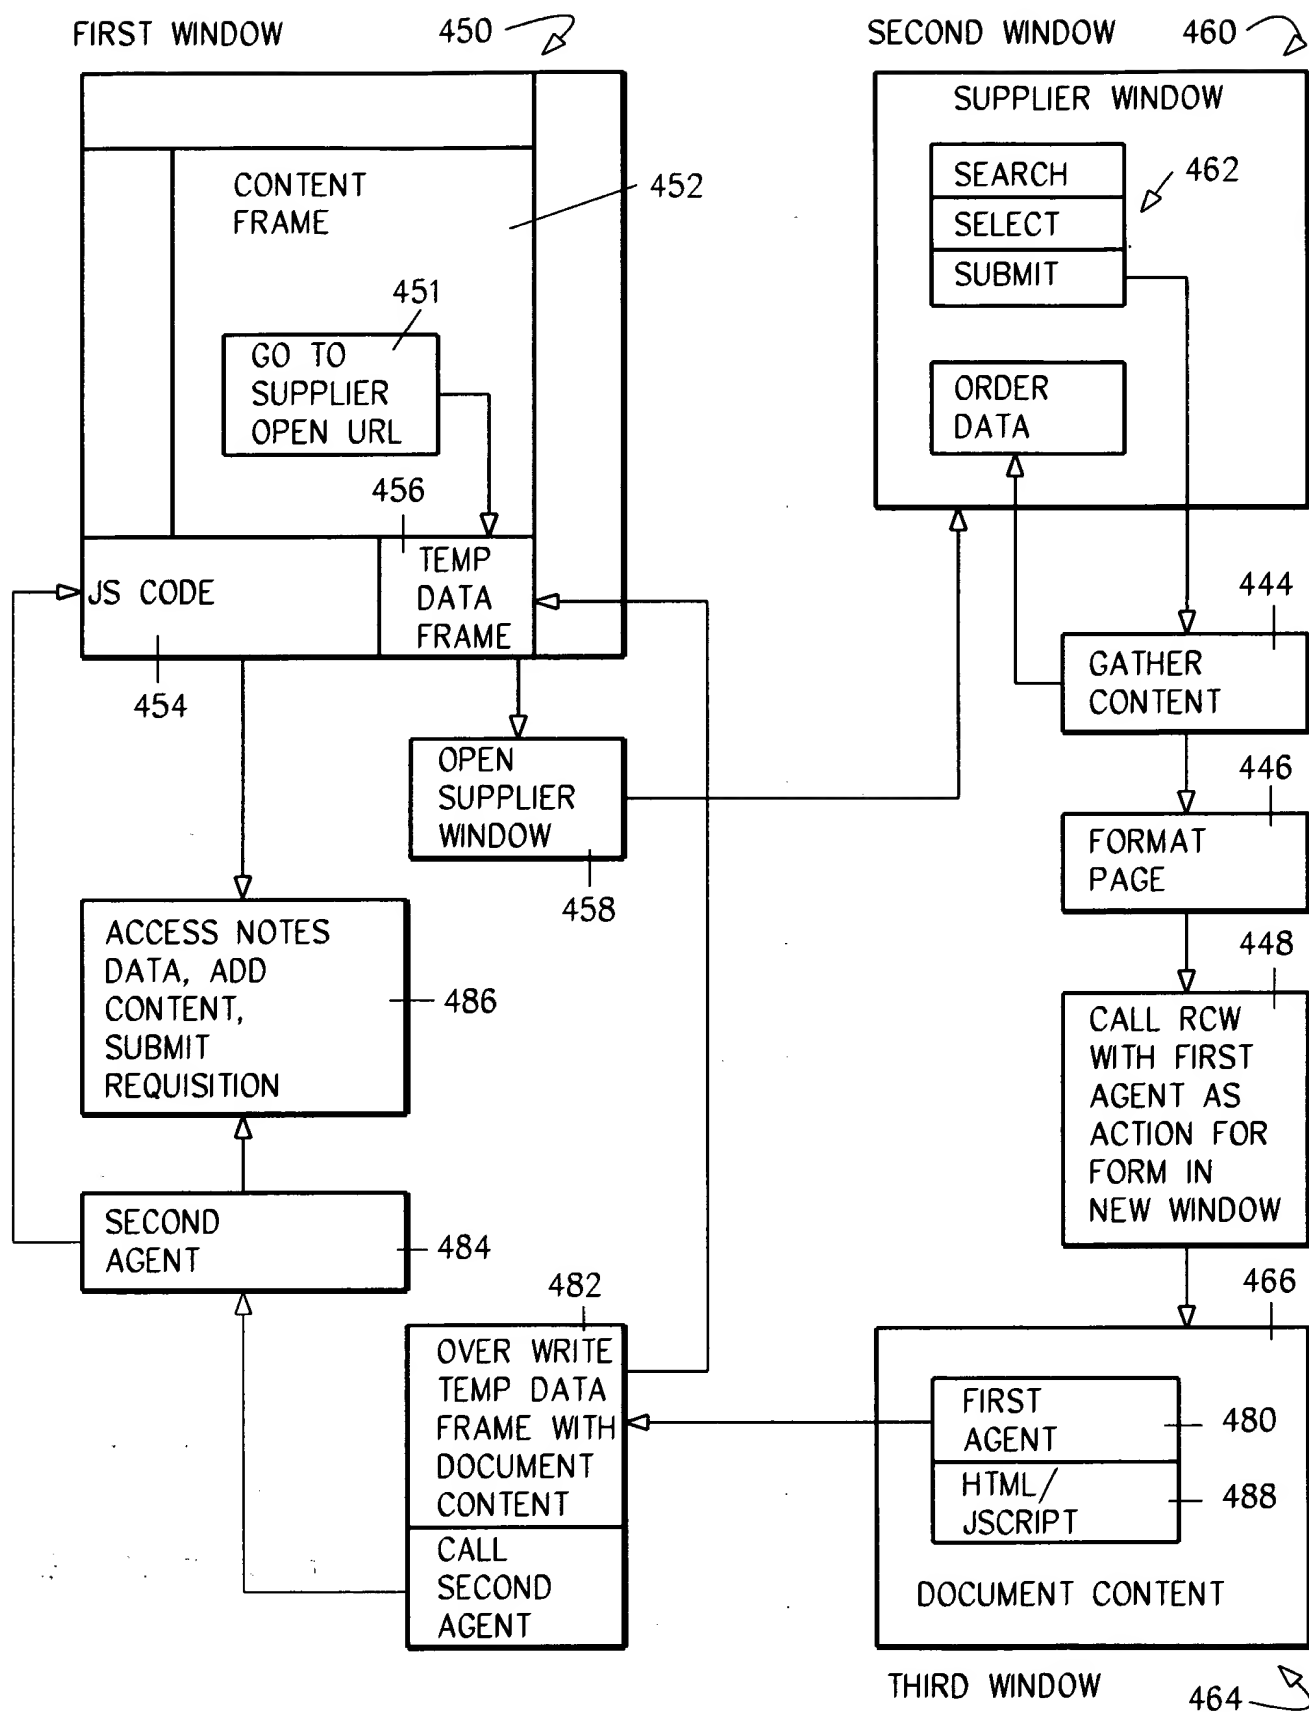 FIRST WINDOW
450
CONTENT
FRAME
452
451
GO TO
SUPPLIER
OPEN URL
456
TEMP
DATA
FRAME
JS CODE
454
OPEN
SUPPLIER
WINDOW
458
ACCESS NOTES
DATA, ADD
CONTENT,
SUBMIT
REQUISITION
486
SECOND
AGENT
484
482
OVER WRITE
TEMP DATA
FRAME WITH
DOCUMENT
CONTENT
CALL
SECOND
AGENT
SECOND WINDOW
460
SUPPLIER WINDOW
SEARCH
SELECT
SUBMIT
462
ORDER
DATA
444
GATHER
CONTENT
446
FORMAT
PAGE
448
CALL RCW
WITH FIRST
AGENT AS
ACTION FOR
FORM IN
NEW WINDOW
466
FIRST
AGENT
480
HTML/
JSCRIPT
488
DOCUMENT CONTENT
THIRD WINDOW
464